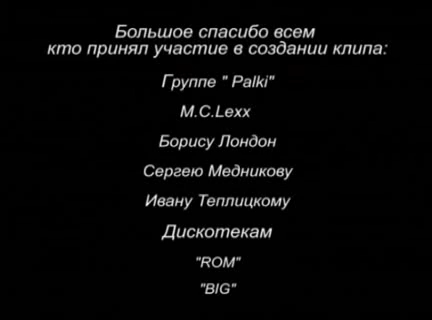 Большое спасибо всем
кто принял участие в создании клипа:
Группе " Palki"
M.C.Lexx
Борису Лондон
Сергею Медникову
Ивану Теплицкому
Дискотекам
"ROM"
"BIG"